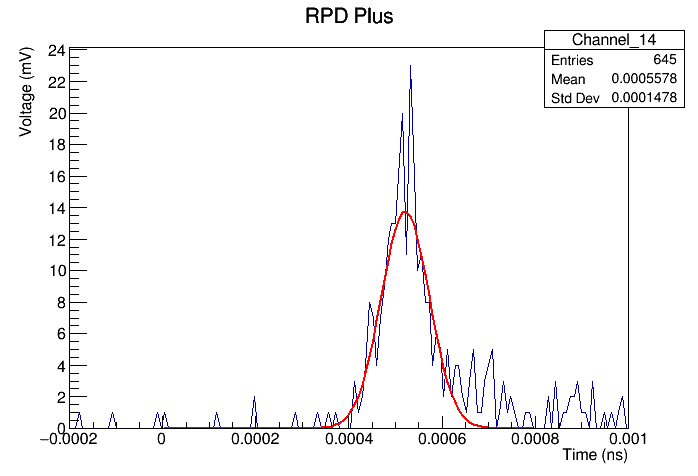 RPD Plus
Channel_14
Entries 645
Mean 0.0005578
Std Dev 0.0001478
Voltage (mV)
24
22
20
18
16
14
12
10
8
6
4
2
0
−0.0002 0 0.0002 0.0004 0.0006 0.0008 0.001
Time (ns)